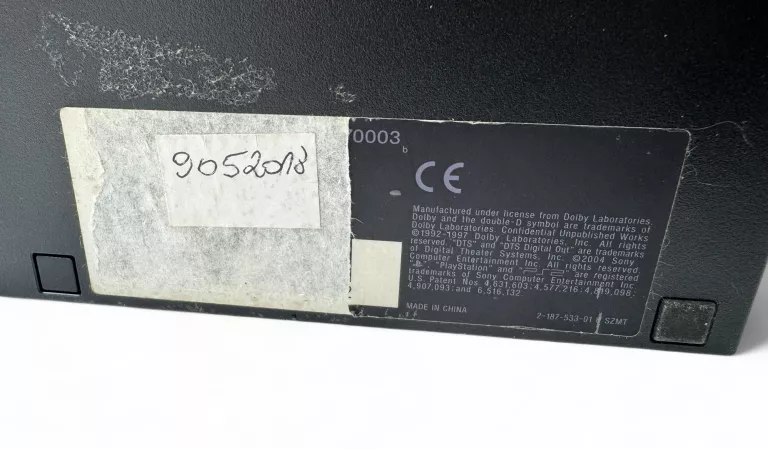 9052018
70003
b
CE
Manufactured under license from Dolby Laboratories.
Dolby and the double-D symbol are trademarks of
Dolby Laboratories. Confidential Unpublished Works
©1992-1997 Dolby Laboratories, Inc. All rights
reserved. "DTS" and "DTS Digital Out" are trademarks
of Digital Theater Systems, Inc. ©2004 Sony
Computer Entertainment Inc. All rights reserved.
"PlayStation" and are registered
trademarks of Sony Computer Entertainment Inc.
U.S. Patent Nos. 4,631,603; 4,577,216; 4,819,098;
4,907,093; and 6,516,132.
MADE IN CHINA
2-187-533-01 SZMT